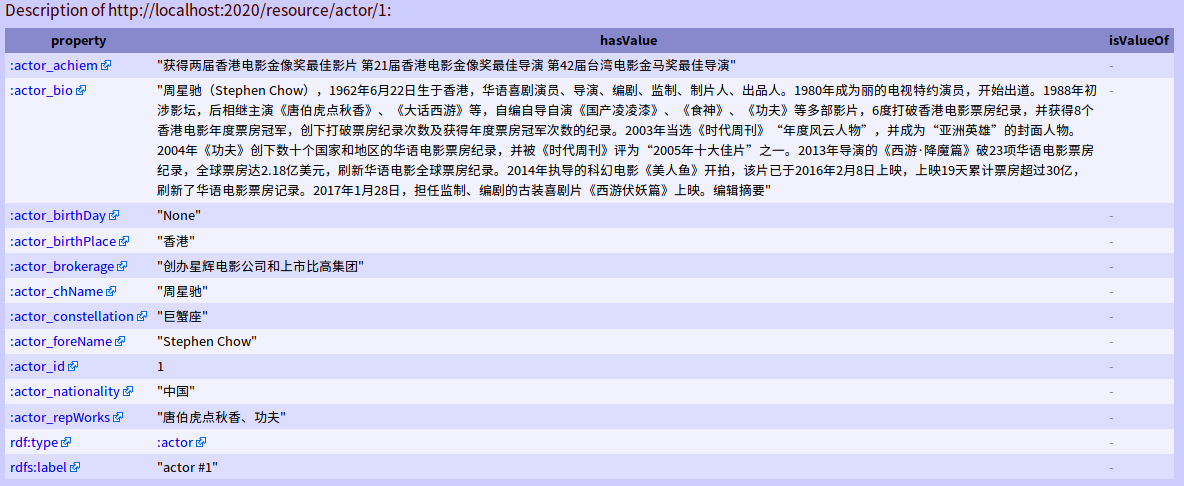 Description of http://localhost:2020/resource/actor/1:
property hasValue isValueOf
:actor_achiem "获得两届香港电影金像奖最佳影片 第21届香港电影金像奖最佳导演 第42届台湾电影金马奖最佳导演" -
:actor_bio "周星驰（Stephen Chow），1962年6月22日生于香港，华语喜剧演员、导演、编剧、监制、制片人、出品人。1980年成为丽的电视特约演员，开始出道。1988年初 -
涉影坛，后相继主演《唐伯虎点秋香》、《大话西游》等，自编自导自演《国产凌凌漆》、《食神》、《功夫》等多部影片，6度打破香港电影票房纪录，并获得8个
香港电影年度票房冠军，创下打破票房纪录次数及获得年度票房冠军次数的纪录。2003年当选《时代周刊》“年度风云人物”，并成为“亚洲英雄”的封面人物。
2004年《功夫》创下数十个国家和地区的华语电影票房纪录，并被《时代周刊》评为“2005年十大佳片”之一。2013年导演的《西游·降魔篇》破23项华语电影票房
纪录，全球票房达2.18亿美元，刷新华语电影全球票房纪录。2014年执导的科幻电影《美人鱼》开拍，该片已于2016年2月8日上映，上映19天累计票房超过30亿，
刷新了华语电影票房记录。2017年1月28日，担任监制、编剧的古装喜剧片《西游伏妖篇》上映。编辑摘要"
:actor_birthDay "None" -
:actor_birthPlace "香港" -
:actor_brokerage "创办星辉电影公司和上市比高集团" -
:actor_chName "周星驰" -
:actor_constellation "巨蟹座" -
:actor_foreName "Stephen Chow" -
:actor_id 1 -
:actor_nationality "中国" -
:actor_repWorks "唐伯虎点秋香、功夫" -
rdf:type :actor -
rdfs:label "actor #1" -